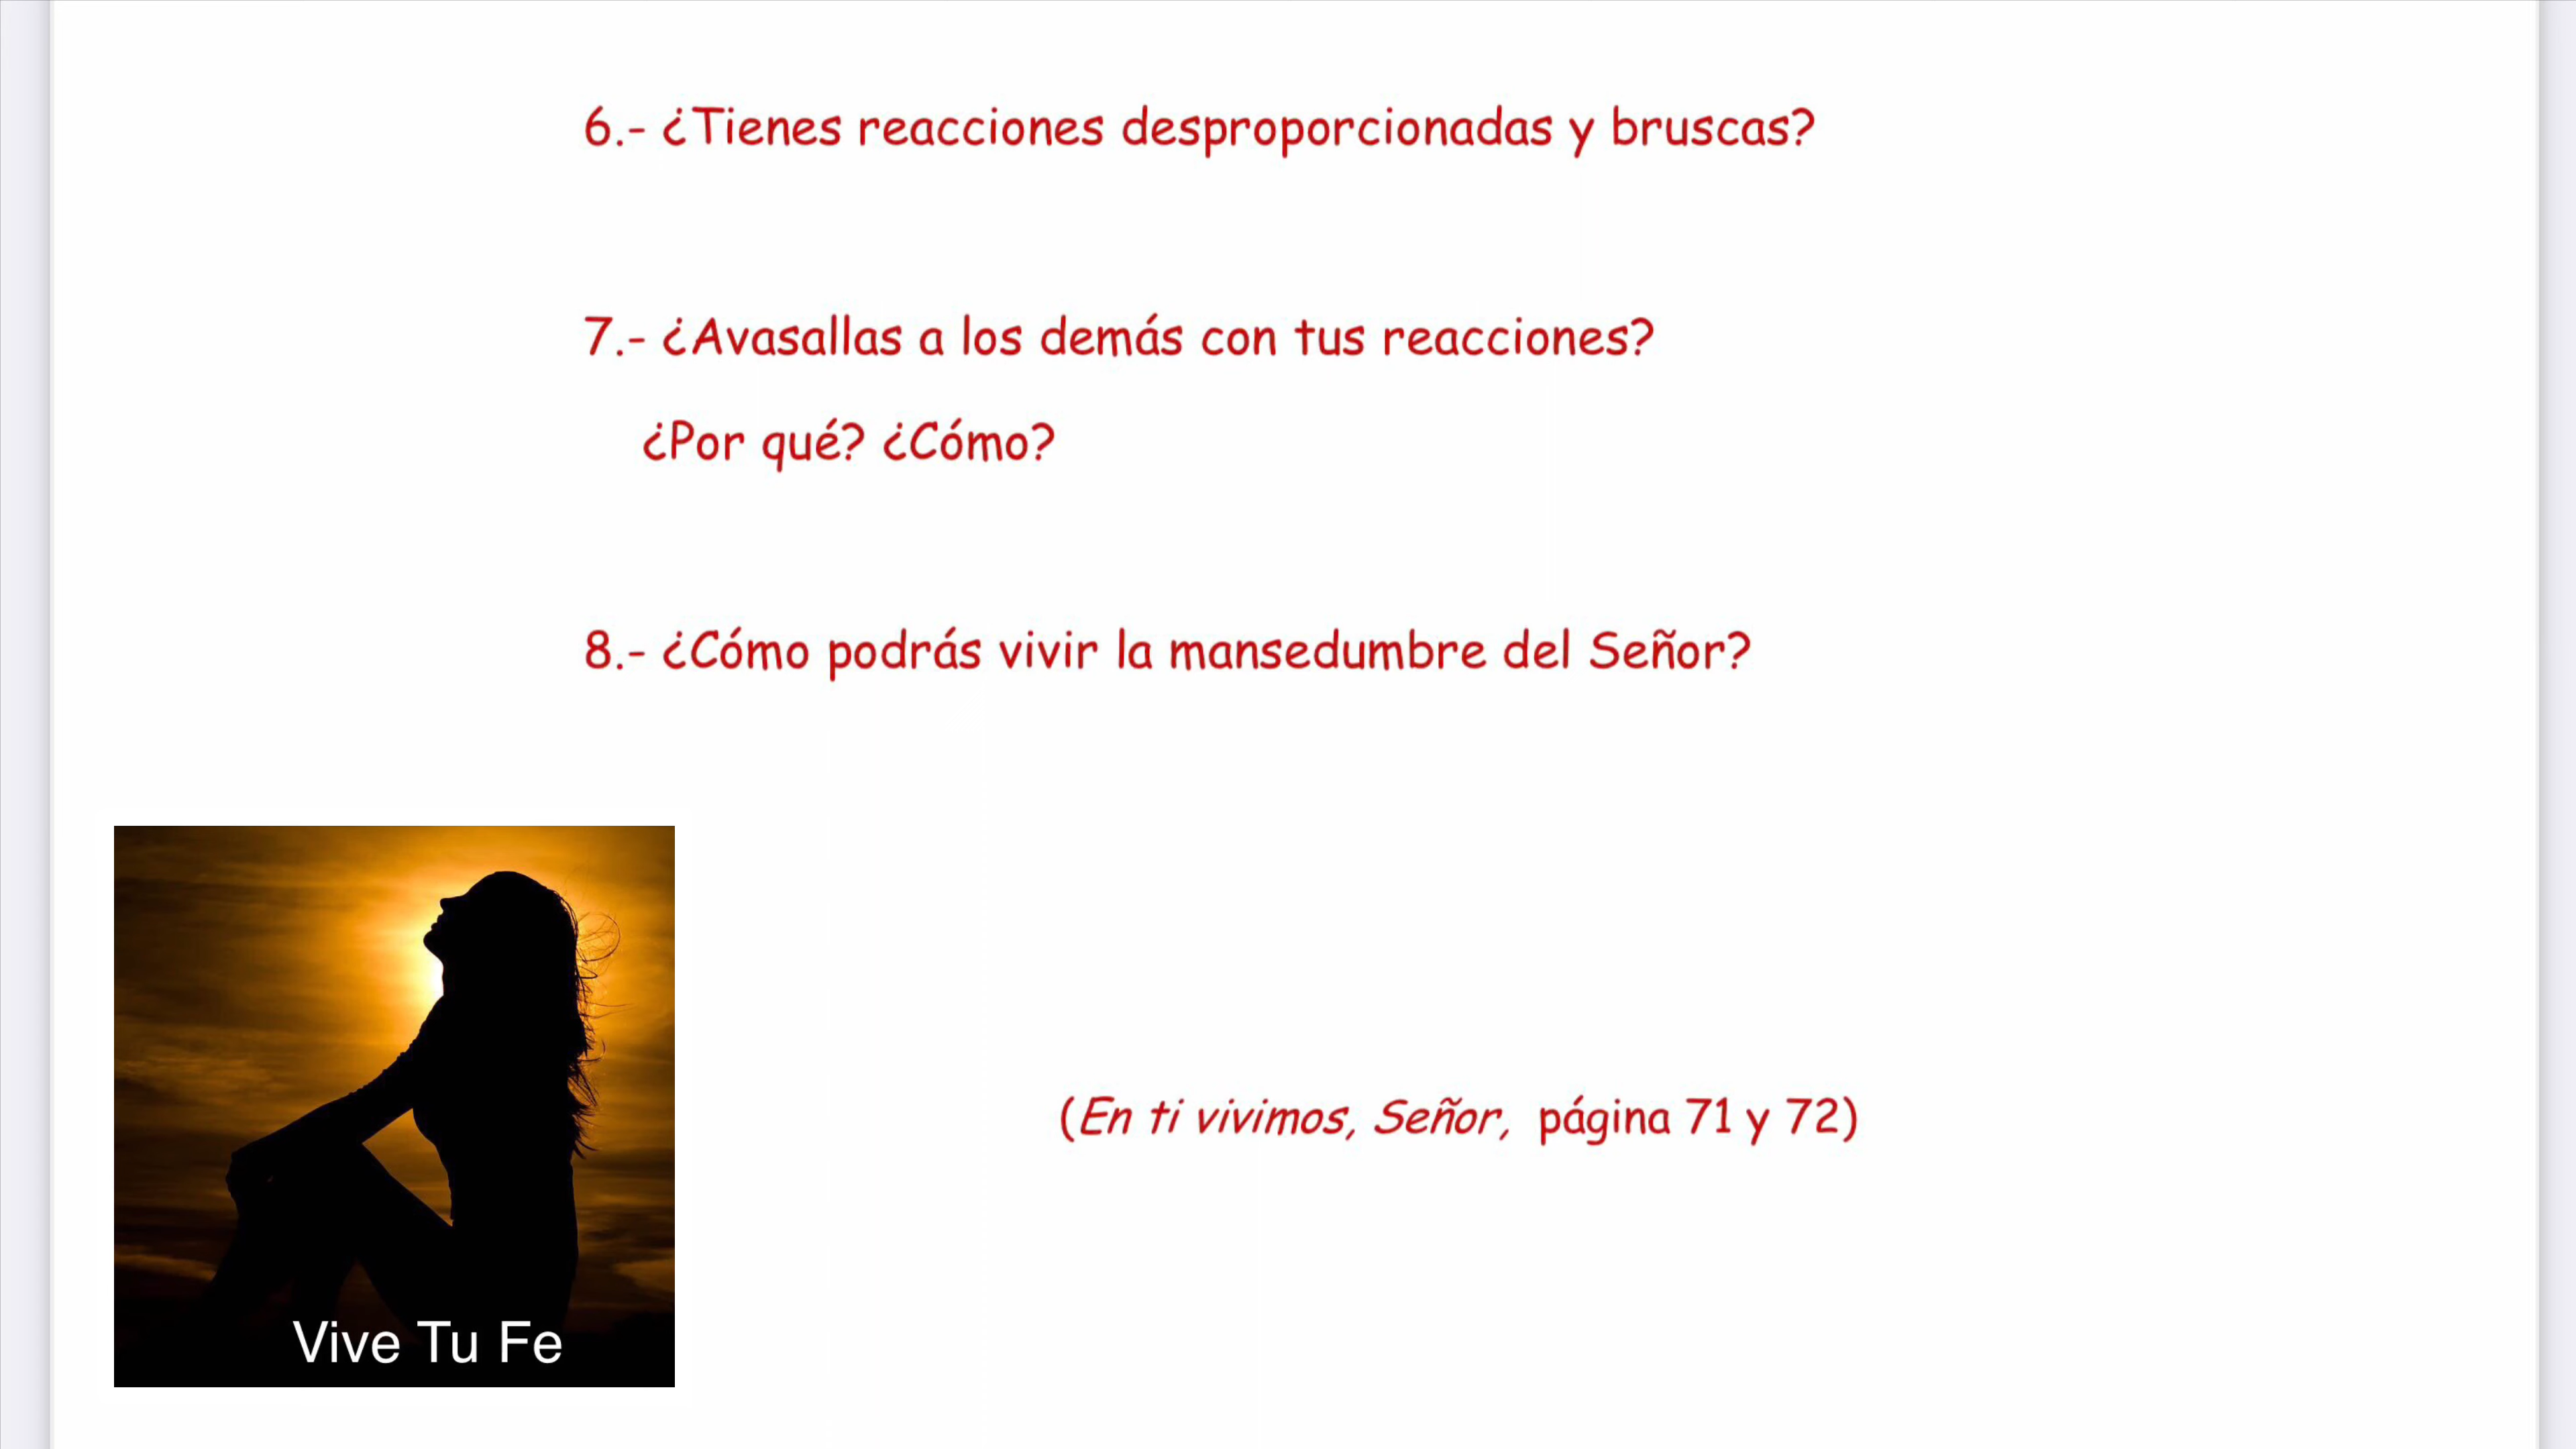 6.- ¿Tienes reacciones desproporcionadas y bruscas?
7.- ¿Avasallas a los demás con tus reacciones?
¿Por qué? ¿Cómo?
8.- ¿Cómo podrás vivir la mansedumbre del Señor?
(En ti vivimos, Señor, página 71 y 72)
Vive Tu Fe